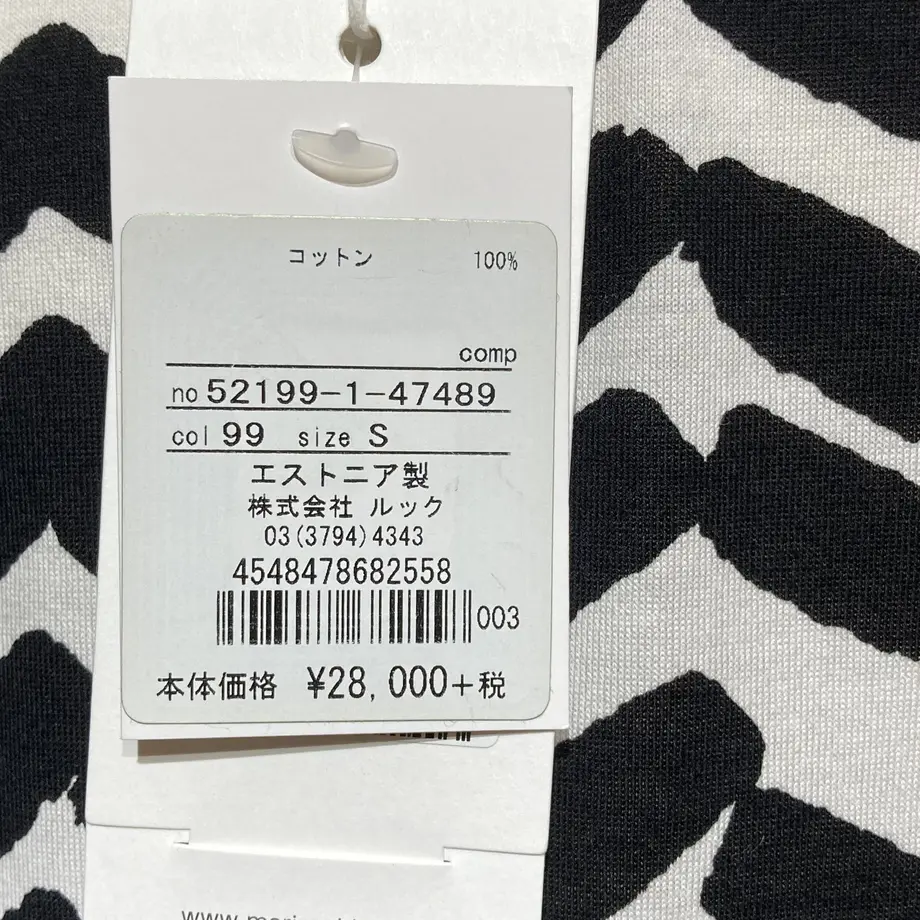 コットン 100%
comp
no 52199-1-47489
col 99 size S
エストニア製
株式会社 ルック
03(3794)4343
4548478682558
003
本体価格 ¥28,000+税